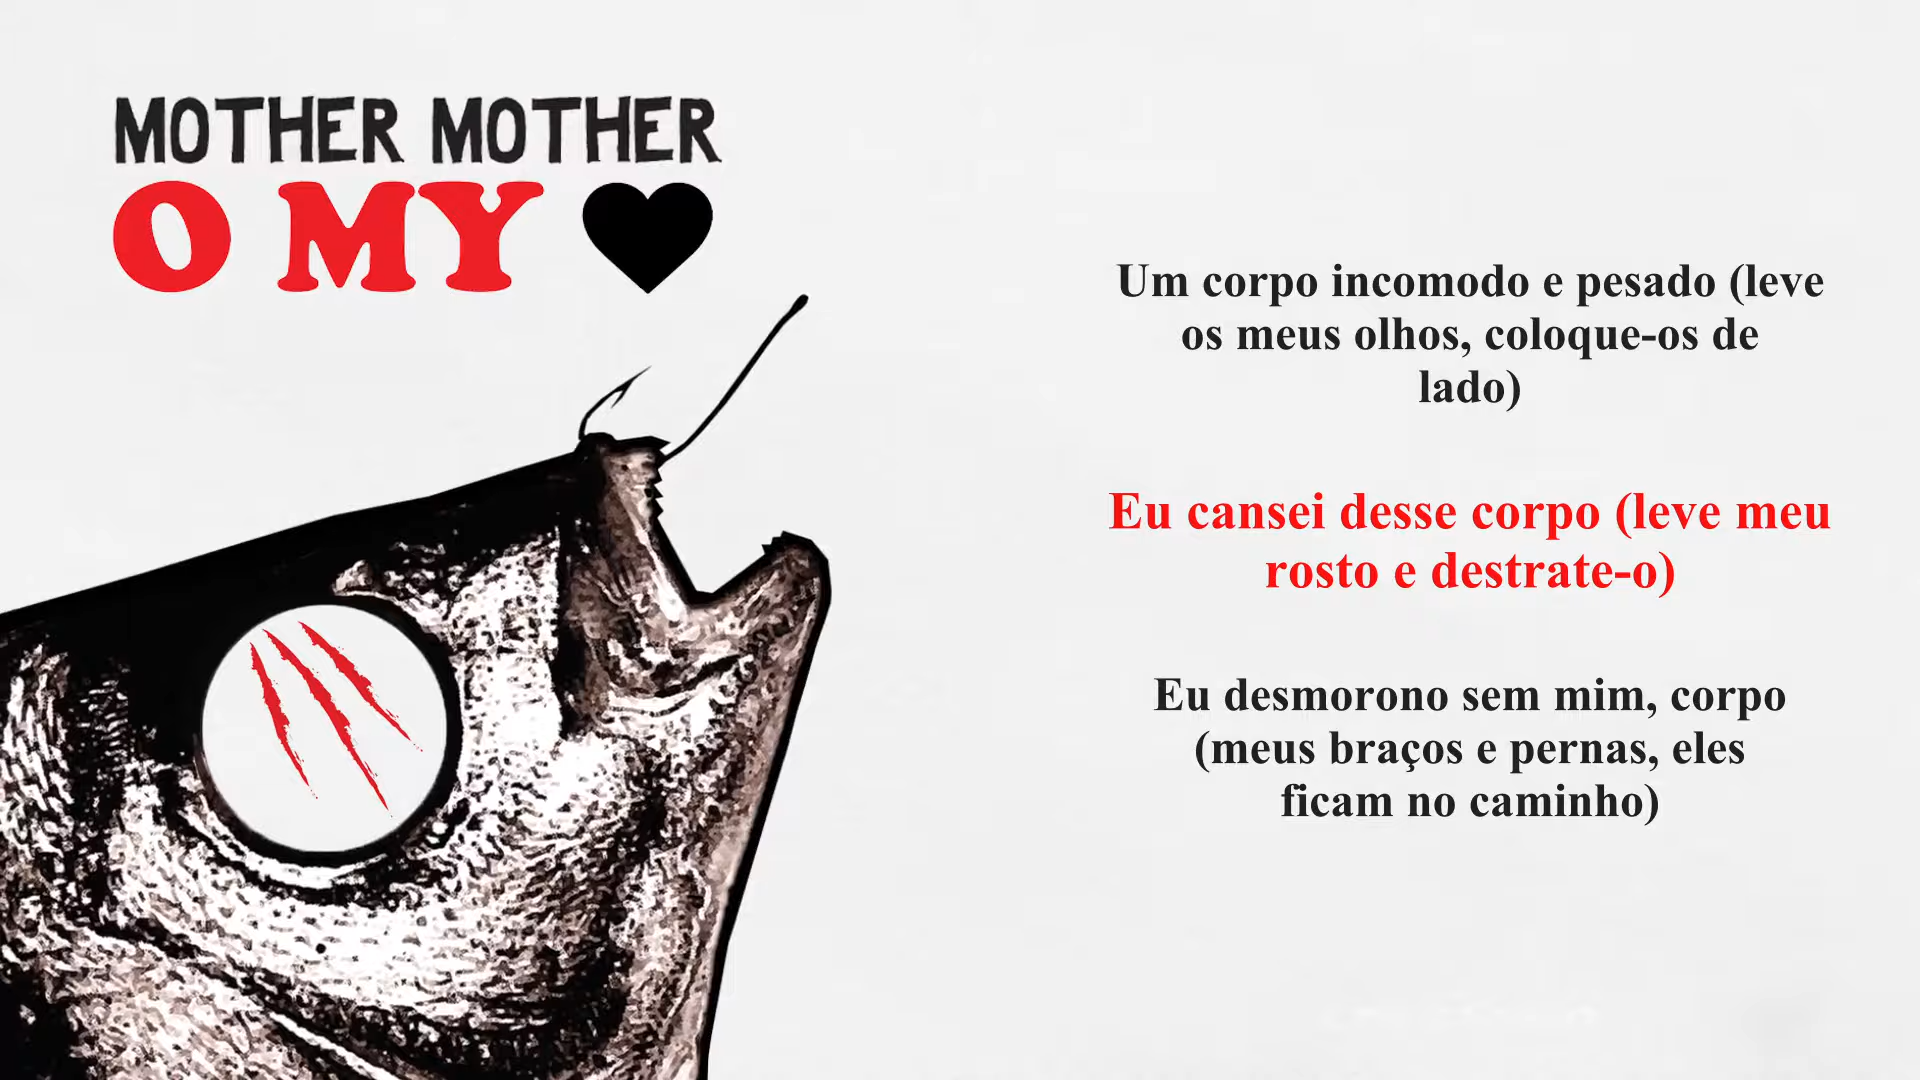 MOTHER MOTHER
O MY
Um corpo incomodo e pesado (leve
os meus olhos, coloque-os de
lado)
Eu cansei desse corpo (leve meu
rosto e destrate-o)
Eu desmorono sem mim, corpo
(meus braços e pernas, eles
ficam no caminho)